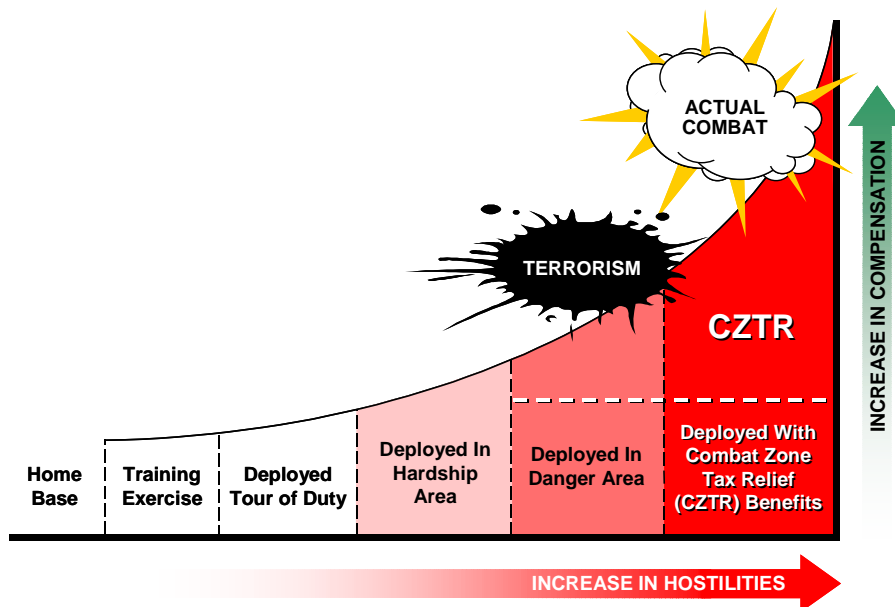 ACTUAL
COMBAT
TERRORISM
CZTR
Home
Base
Training
Exercise
Deployed
Tour of Duty
Deployed In
Hardship
Area
Deployed In
Danger Area
Deployed With
Combat Zone
Tax Relief
(CZTR) Benefits
INCREASE IN COMPENSATION
INCREASE IN HOSTILITIES